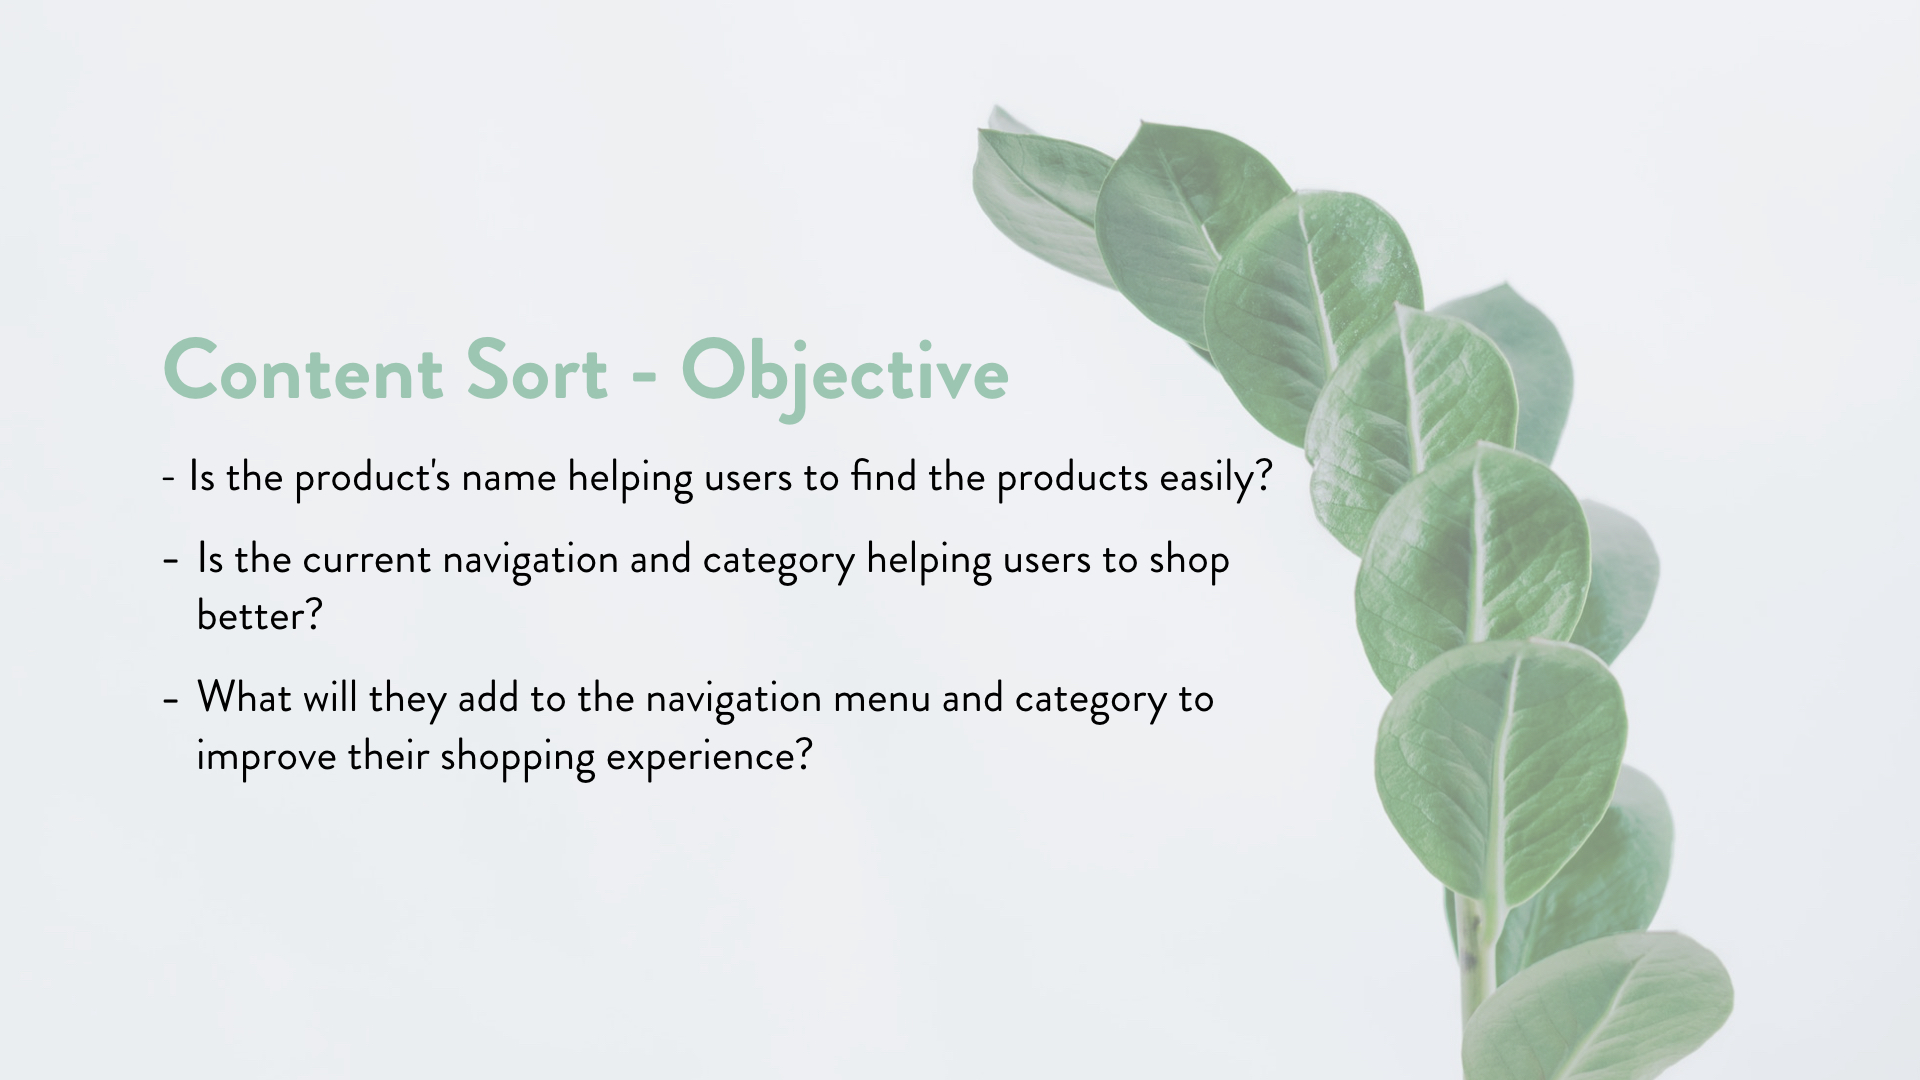 Content Sort - Objective
- Is the product's name helping users to find the products easily?
- Is the current navigation and category helping users to shop
better?
- What will they add to the navigation menu and category to
improve their shopping experience?